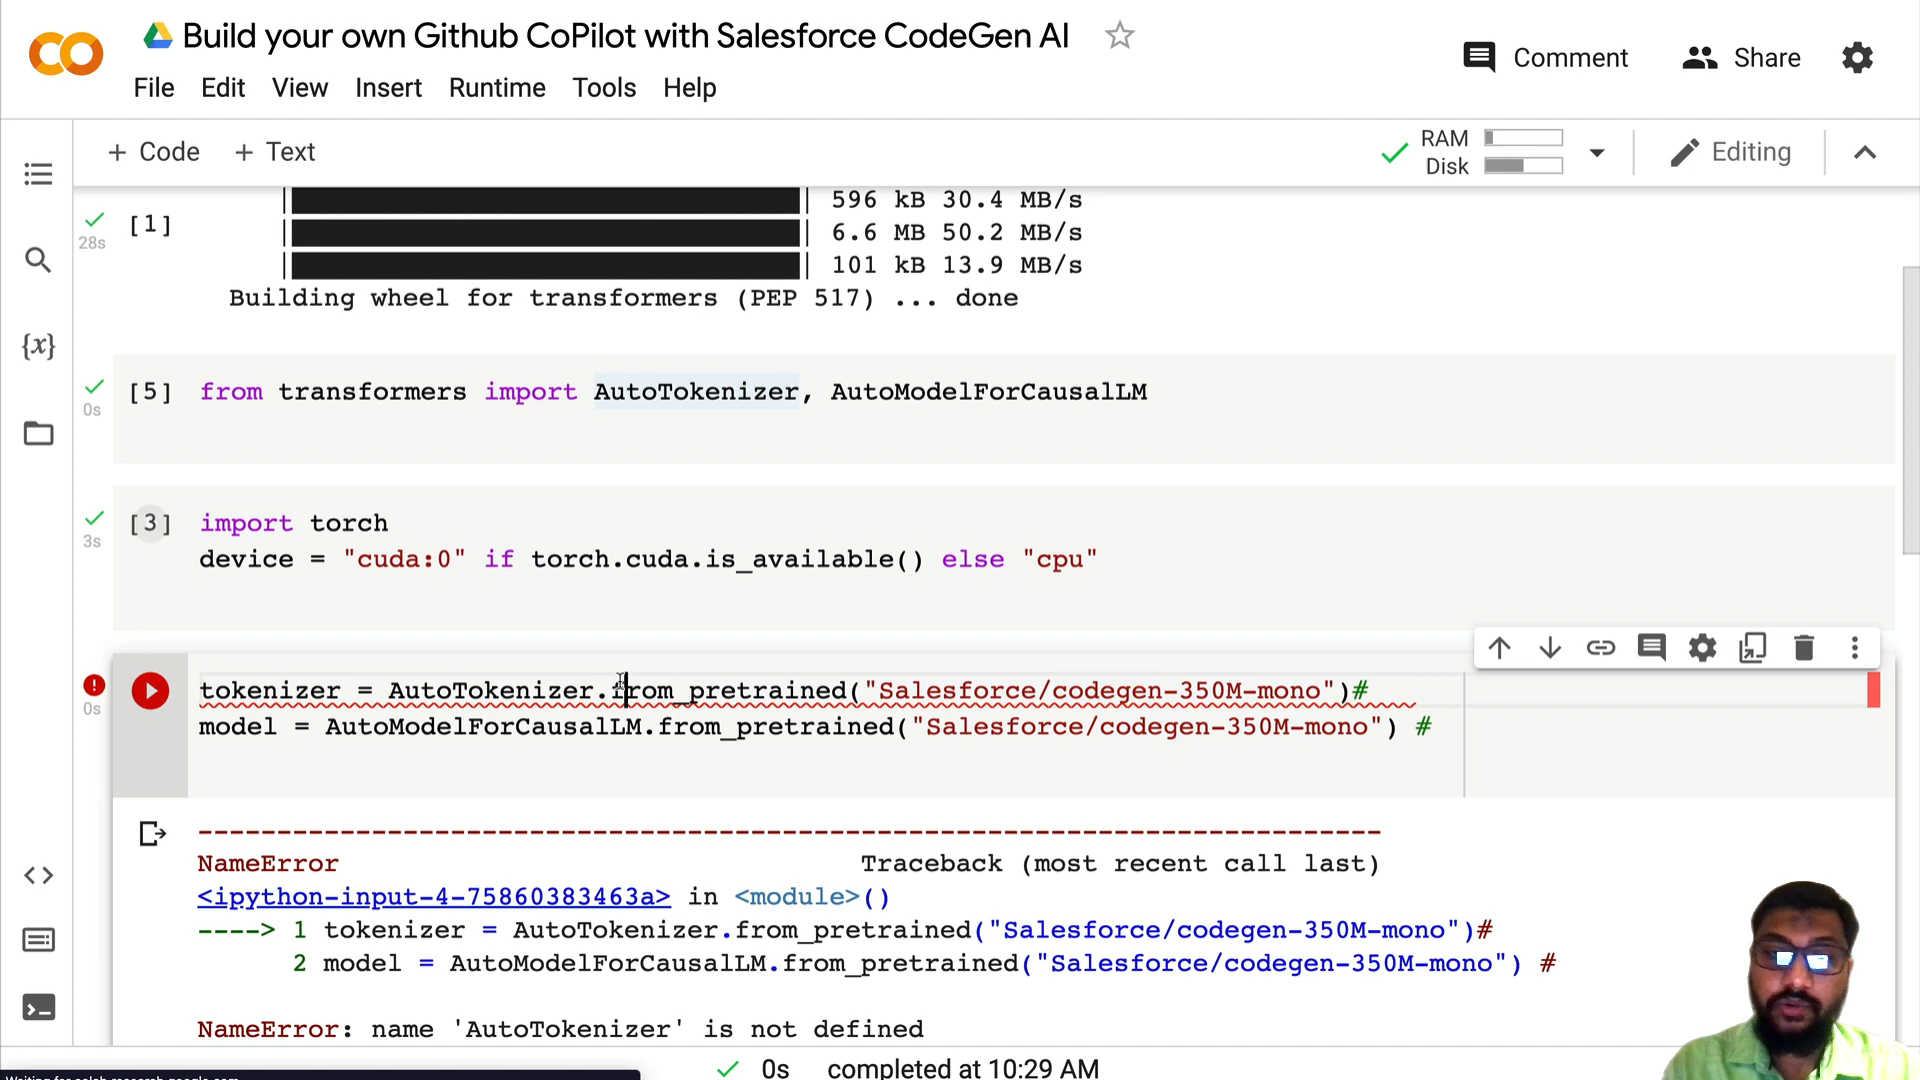 Build your own Github CoPilot with Salesforce CodeGen AI
Comment
Share
File Edit View Insert Runtime Tools Help
+ Code + Text
RAM
Disk
Editing
28s
[1]
596 kB 30.4 MB/s
6.6 MB 50.2 MB/s
101 kB 13.9 MB/s
Building wheel for transformers (PEP 517) ... done
0s
[5] from transformers import AutoTokenizer, AutoModelForCausalLM
3s
[3] import torch
device = "cuda:0" if torch.cuda.is_available() else "cpu"
0s
tokenizer = AutoTokenizer.from_pretrained("Salesforce/codegen-350M-mono")#
model = AutoModelForCausalLM.from_pretrained("Salesforce/codegen-350M-mono") #
---------------------------------------------------------------------------
NameError Traceback (most recent call last)
<ipython-input-4-75860383463a> in <module>()
----> 1 tokenizer = AutoTokenizer.from_pretrained("Salesforce/codegen-350M-mono")#
2 model = AutoModelForCausalLM.from_pretrained("Salesforce/codegen-350M-mono") #
NameError: name 'AutoTokenizer' is not defined
0s completed at 10:29 AM